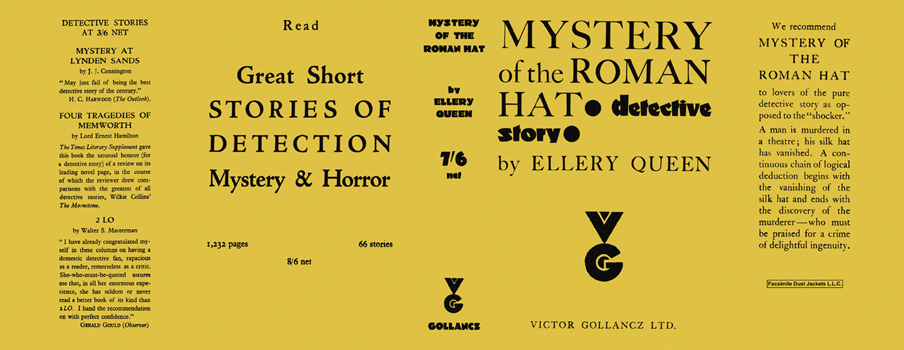 DETECTIVE STORIES
AT 3/6 NET
MYSTERY AT
LYNDEN SANDS
by J. J. Connington
"May just fail of being the best
detective story of the century."
H. C. HARWOOD (The Outlook).
FOUR TRAGEDIES OF
MEMWORTH
by Lord Ernest Hamilton
The Times Literary Supplement gave
this book the unusual honour (for
a detective story) of a review on its
leading novel page, in the course
of which the reviewer drew com-
parisons with the greatest of all
detective stories, Wilkie Collins'
The Moonstone.
2 LO
by Walter S. Masterman
"I have already congratulated my-
self in these columns on having a
domestic detective fan, rapacious
as a reader, remorseless as a critic.
She-who-must-be-quoted assures
me that, in all her enormous expe-
rience, she has seldom or never
read a better book of its kind than
2 LO. I hand the recommendation
on with perfect confidence."
GERALD GOULD (Observer)
Read
Great Short
STORIES OF
DETECTION
Mystery & Horror
1,232 pages 66 stories
8/6 net
MYSTERY
OF THE
ROMAN HAT
by
ELLERY
QUEEN
7/6
net
VG
GOLLANCZ
MYSTERY
of the ROMAN
HAT ● detective
story ●
by ELLERY QUEEN
VG
VICTOR GOLLANCZ LTD.
We recommend
MYSTERY OF
THE
ROMAN HAT
to lovers of the pure
detective story as op-
posed to the "shocker."
A man is murdered in
a theatre; his silk hat
has vanished. A con-
tinuous chain of logical
deduction begins with
the vanishing of the
silk hat and ends with
the discovery of the
murderer—who must
be praised for a crime
of delightful ingenuity.
Facsimile Dust Jackets L.L.C.